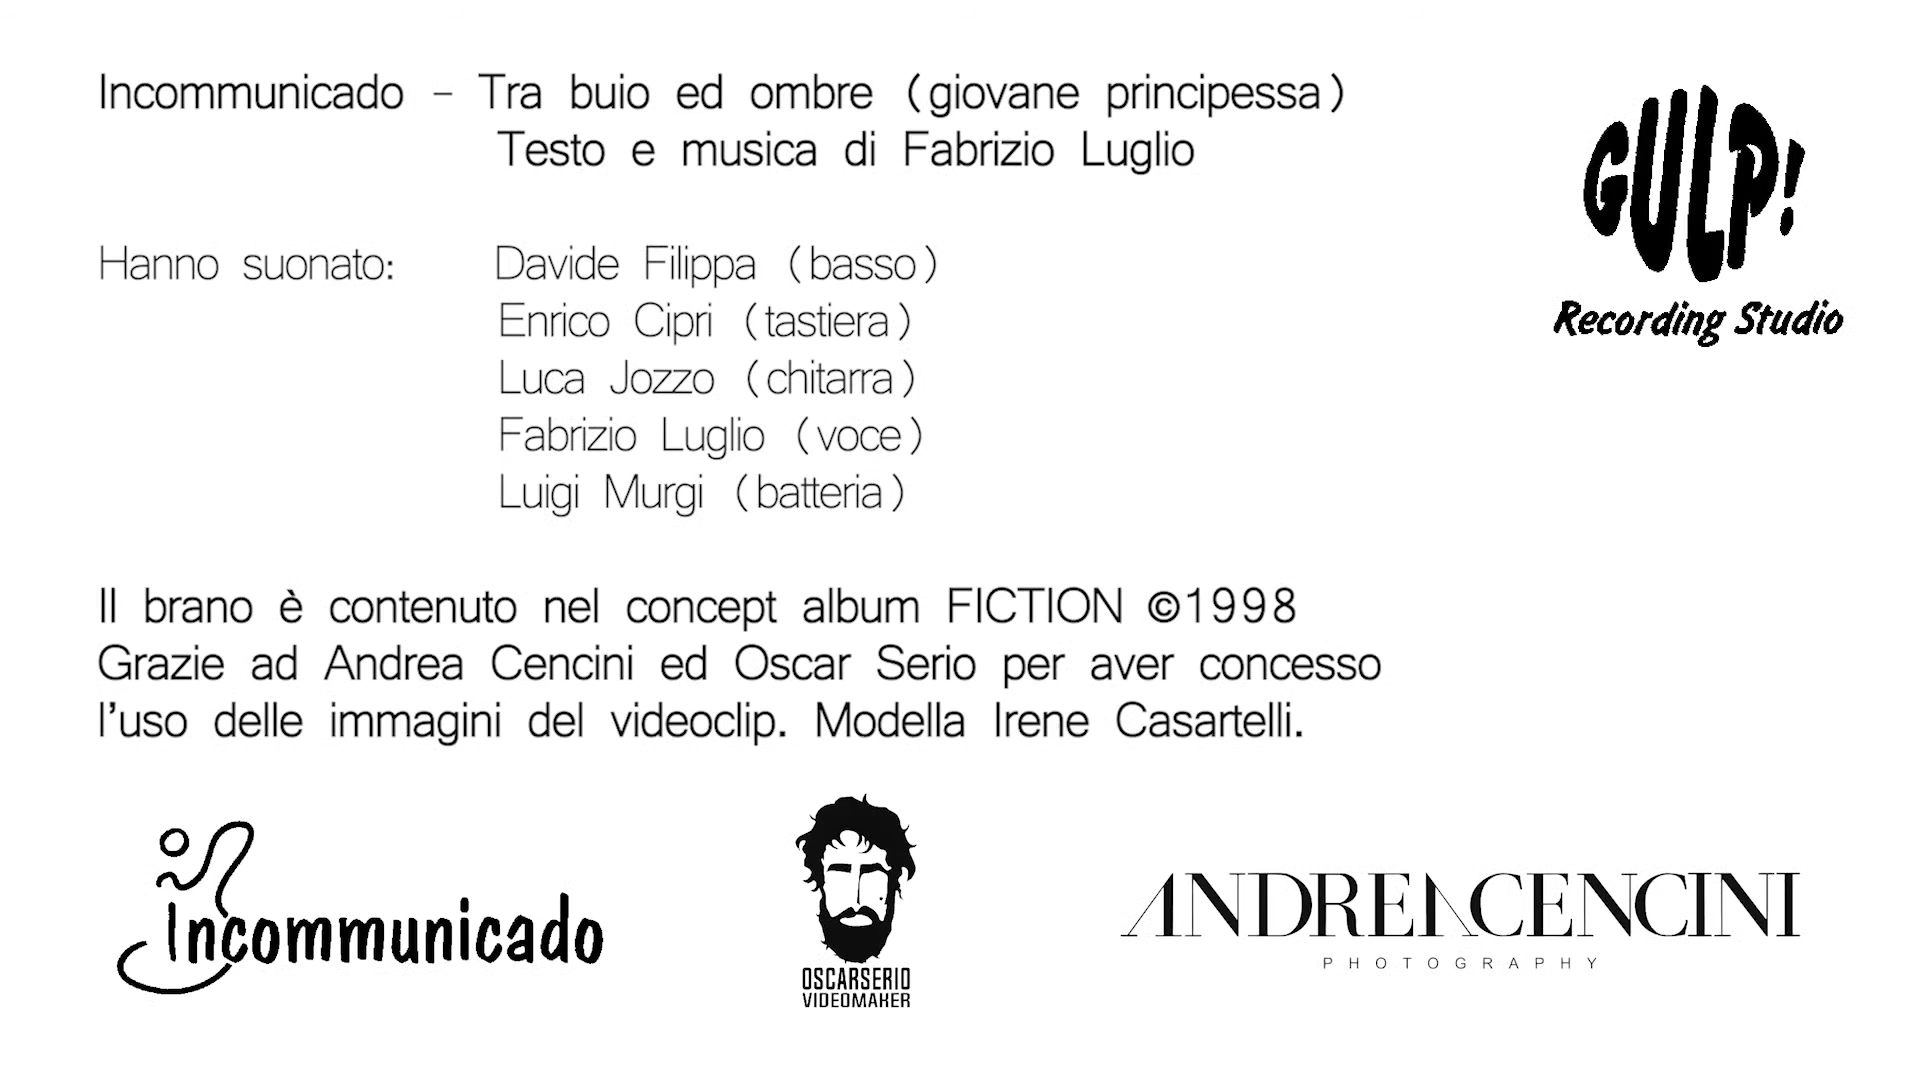 Incommunicado - Tra buio ed ombre (giovane principessa)
Testo e musica di Fabrizio Luglio
GULP!
Recording Studio
Hanno suonato: Davide Filippa (basso)
Enrico Cipri (tastiera)
Luca Jozzo (chitarra)
Fabrizio Luglio (voce)
Luigi Murgi (batteria)
Il brano è contenuto nel concept album FICTION ©1998
Grazie ad Andrea Cencini ed Oscar Serio per aver concesso
l’uso delle immagini del videoclip. Modella Irene Casartelli.
Incommunicado
OSCARSERIO
VIDEOMAKER
ANDREACENCINI
PHOTOGRAPHY